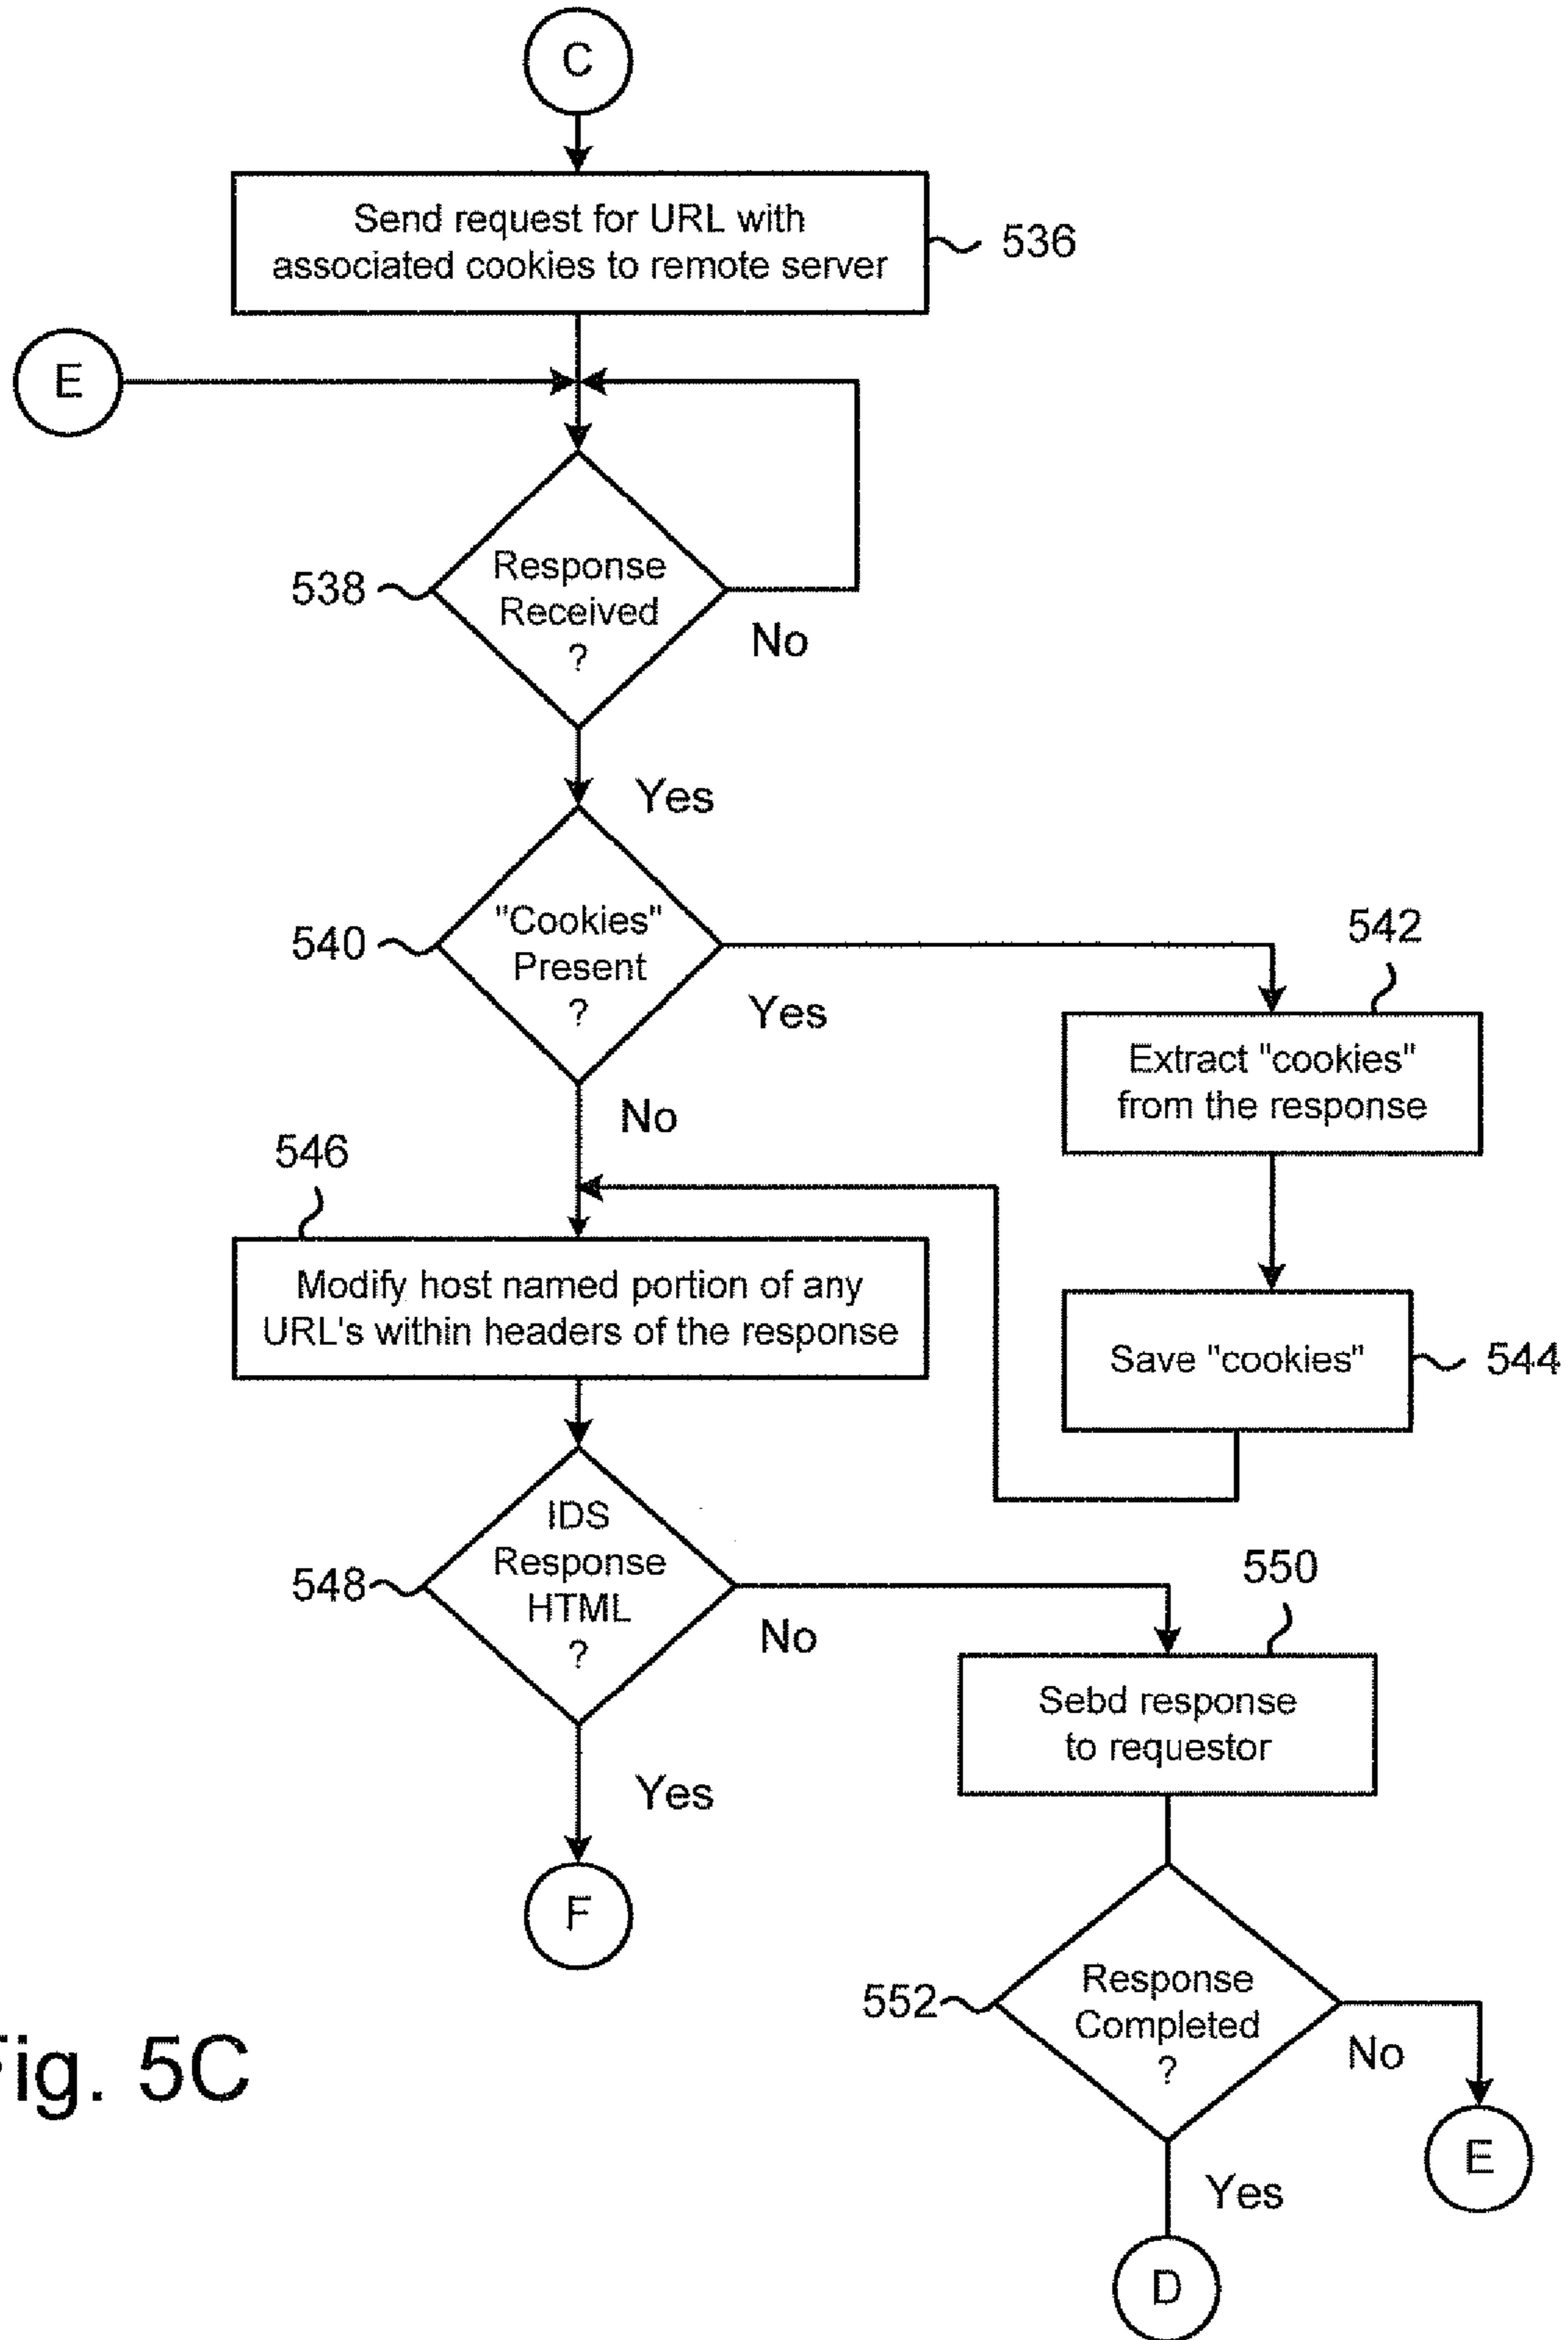 C
Send request for URL with
associated cookies to remote server
536
E
Response
Received
?
538
No
Yes
"Cookies"
Present
?
540
Yes
542
Extract "cookies"
from the response
No
546
Modify host named portion of any
URL's within headers of the response
Save "cookies"
544
IDS
Response
HTML
?
548
No
550
Sebd response
to requestor
Yes
F
Response
Completed
?
552
No
E
Yes
D
Fig. 5C